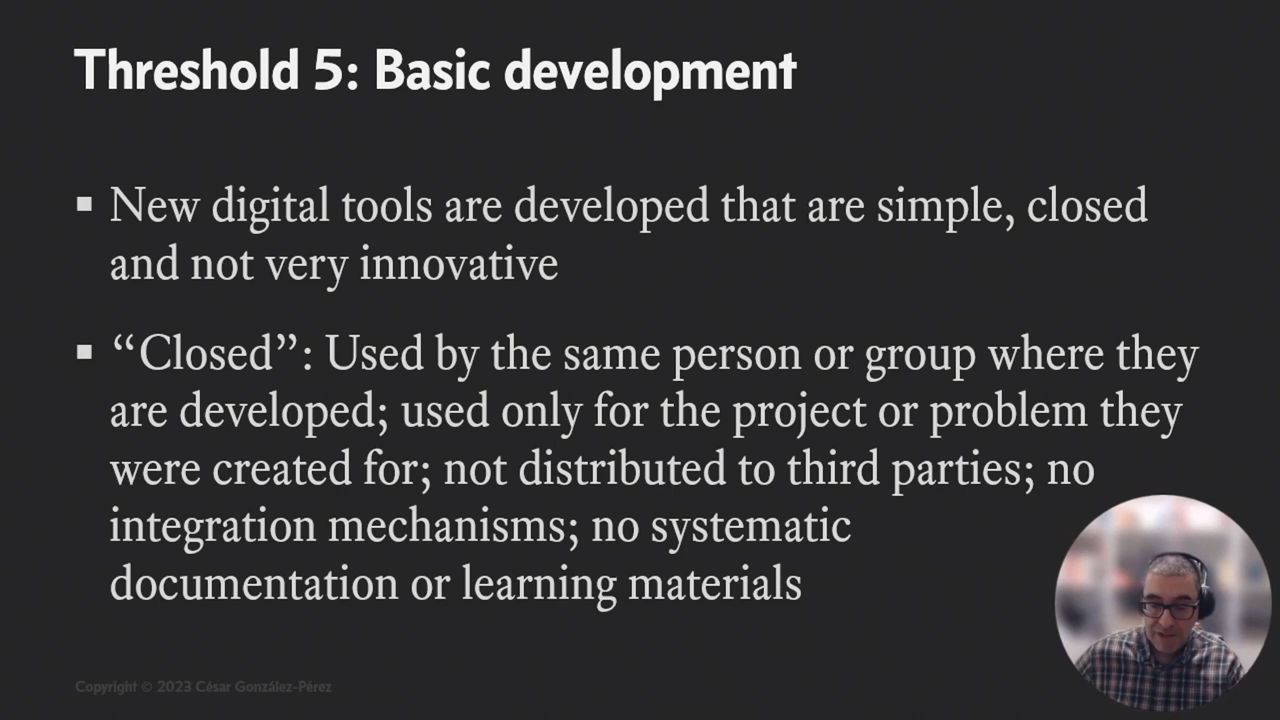 Threshold 5: Basic development
▪ New digital tools are developed that are simple, closed
and not very innovative
▪ “Closed”: Used by the same person or group where they
are developed; used only for the project or problem they
were created for; not distributed to third parties; no
integration mechanisms; no systematic
documentation or learning materials
Copyright © 2023 César González-Pérez